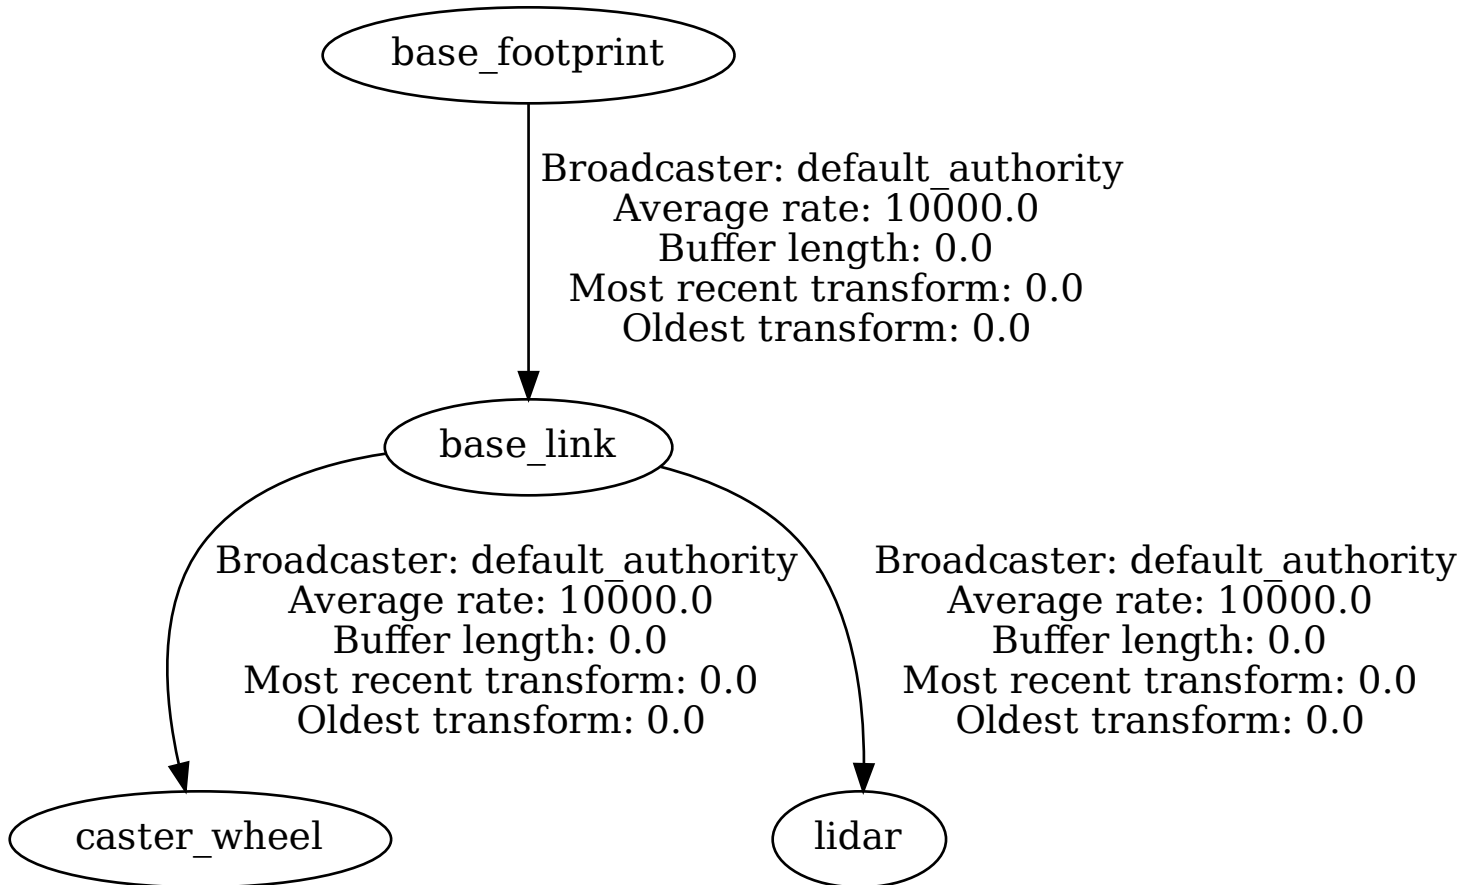 base_footprint
Broadcaster: default_authority
Average rate: 10000.0
Buffer length: 0.0
Most recent transform: 0.0
Oldest transform: 0.0
base_link
Broadcaster: default_authority
Average rate: 10000.0
Buffer length: 0.0
Most recent transform: 0.0
Oldest transform: 0.0
Broadcaster: default_authority
Average rate: 10000.0
Buffer length: 0.0
Most recent transform: 0.0
Oldest transform: 0.0
caster_wheel
lidar